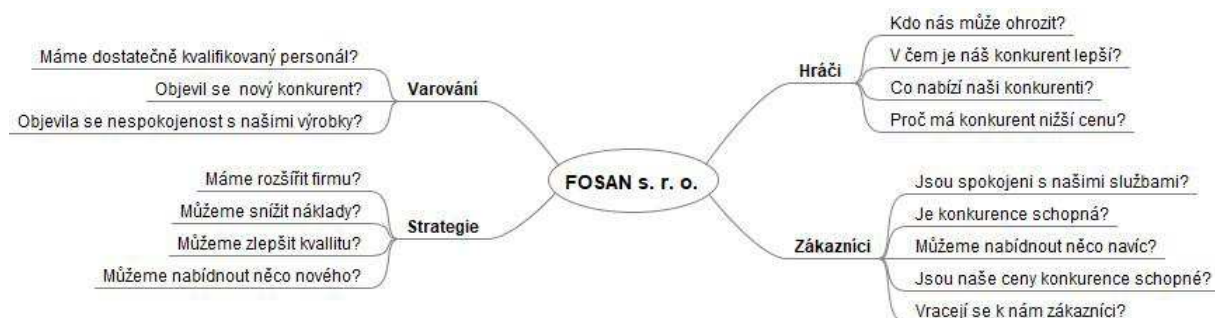 Máme dostatečně kvalifikovaný personál?
Objevil se nový konkurent?
Objevila se nespokojenost s našimi výrobky?
Varování
Máme rozšířit firmu?
Můžeme snížit náklady?
Můžeme zlepšit kvallitu?
Můžeme nabídnout něco nového?
Strategie
FOSAN s. r. o.
Hráči
Kdo nás může ohrozit?
V čem je náš konkurent lepší?
Co nabízí naši konkurenti?
Proč má konkurent nižší cenu?
Zákazníci
Jsou spokojeni s našimi službami?
Je konkurence schopná?
Můžeme nabídnout něco navíc?
Jsou naše ceny konkurence schopné?
Vracejí se k nám zákazníci?